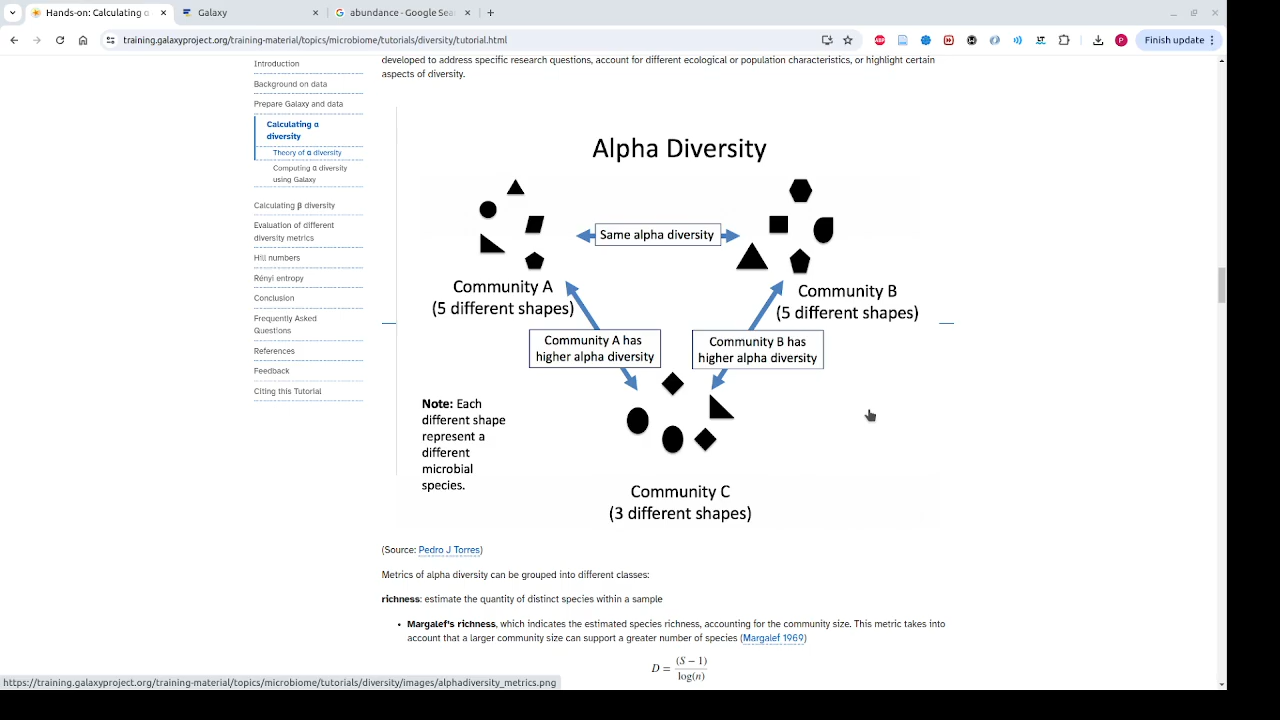 Hands-on: Calculating α
Galaxy
abundance - Google Sea
training.galaxyproject.org/training-material/topics/microbiome/tutorials/diversity/tutorial.html
Finish update
Introduction
Background on data
Prepare Galaxy and data
Calculating α
diversity
Theory of α diversity
Computing α diversity
using Galaxy
Calculating β diversity
Evaluation of different
diversity metrics
Hill numbers
Rényi entropy
Conclusion
Frequently Asked
Questions
References
Feedback
Citing this Tutorial
developed to address specific research questions, account for different ecological or population characteristics, or highlight certain
aspects of diversity.
Alpha Diversity
Same alpha diversity
Community A
(5 different shapes)
Community B
(5 different shapes)
Community A has
higher alpha diversity
Community B has
higher alpha diversity
Note: Each
different shape
represent a
different
microbial
species.
Community C
(3 different shapes)
(Source: Pedro J Torres)
Metrics of alpha diversity can be grouped into different classes:
richness: estimate the quantity of distinct species within a sample
• Margalef's richness, which indicates the estimated species richness, accounting for the community size. This metric takes into
account that a larger community size can support a greater number of species (Margalef 1969)
D = (S − 1)
log(n)
https://training.galaxyproject.org/training-material/topics/microbiome/tutorials/diversity/images/alphadiversity_metrics.png